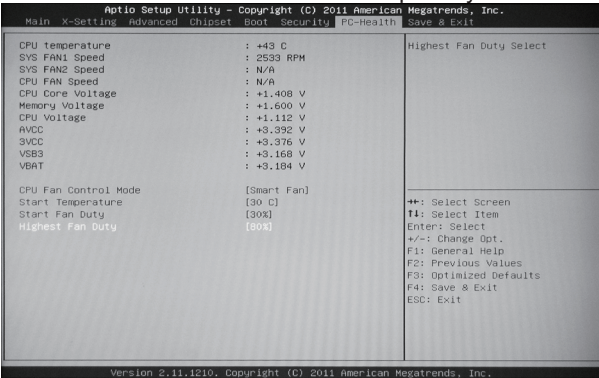 Aptio Setup Utility - Copyright (C) 2011 American Megatrends, Inc.
Main X-Setting Advanced Chipset Boot Security PC-Health Save & Exit
CPU temperature : +43 C
SYS FAN1 Speed : 2533 RPM
SYS FAN2 Speed : N/A
CPU FAN Speed : N/A
CPU Core Voltage : +1.408 V
Memory Voltage : +1.600 V
CPU Voltage : +1.112 V
AVCC : +3.392 V
3VCC : +3.376 V
VSB3 : +3.168 V
VBAT : +3.184 V
CPU Fan Control Mode [Smart Fan]
Start Temperature [30 C]
Start Fan Duty [30%]
Highest Fan Duty [80%]
Highest Fan Duty Select
→←: Select Screen
↑↓: Select Item
Enter: Select
+/-: Change Opt.
F1: General Help
F2: Previous Values
F3: Optimized Defaults
F4: Save & Exit
ESC: Exit
Version 2.11.1210. Copyright (C) 2011 American Megatrends, Inc.